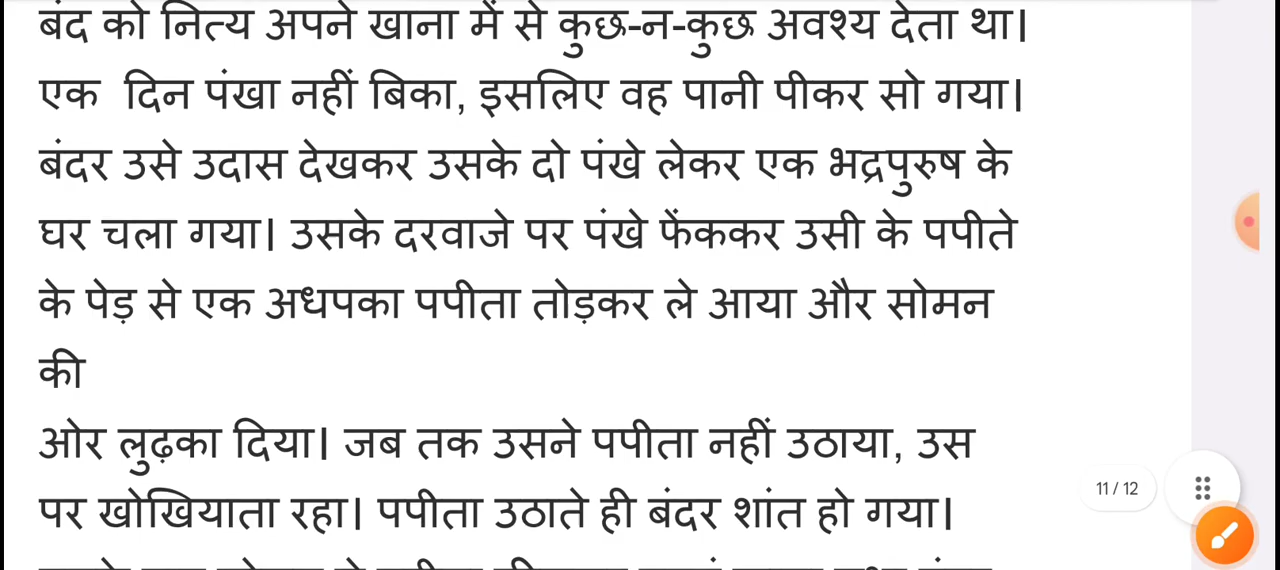 बंद को नित्य अपने खाना में से कुछ-न-कुछ अवश्य देता था।
एक दिन पंखा नहीं बिका, इसलिए वह पानी पीकर सो गया।
बंदर उसे उदास देखकर उसके दो पंखे लेकर एक भद्रपुरुष के
घर चला गया। उसके दरवाजे पर पंखे फेंककर उसी के पपीते
के पेड़ से एक अधपका पपीता तोड़कर ले आया और सोमन
की
ओर लुढ़का दिया। जब तक उसने पपीता नहीं उठाया, उस
पर खोखियाता रहा। पपीता उठाते ही बंदर शांत हो गया।
11 / 12